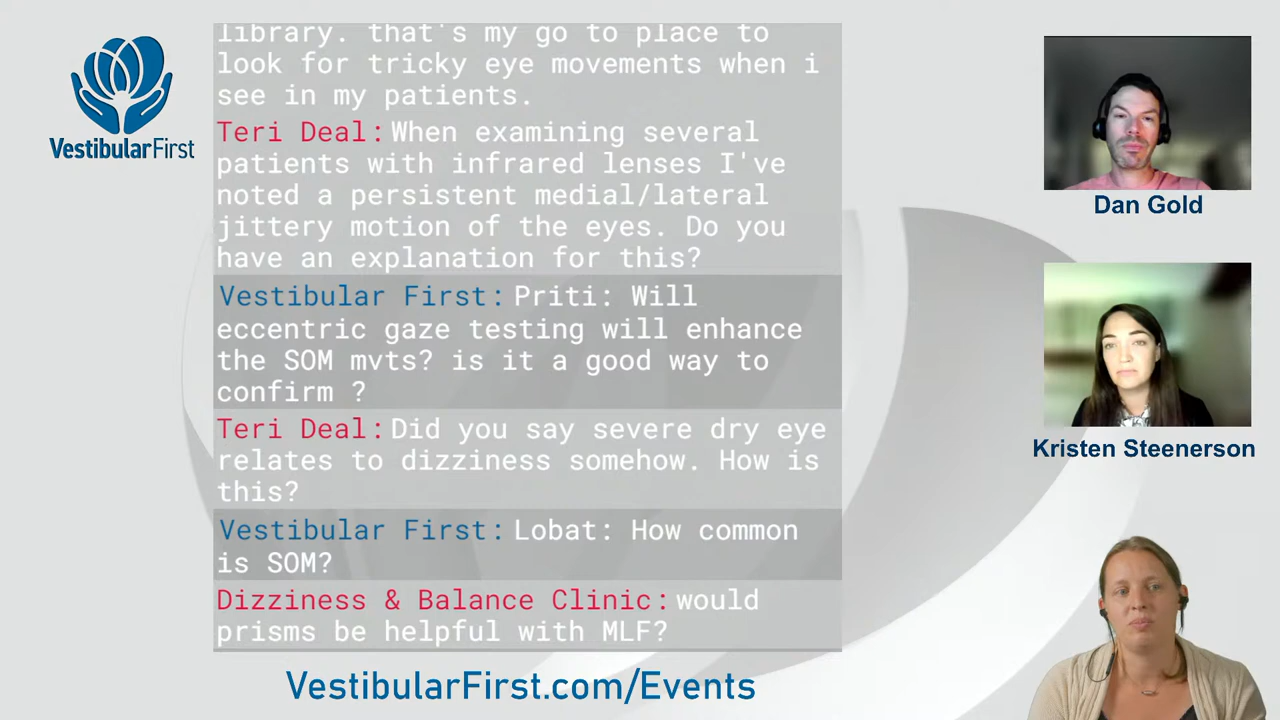 library. that's my go to place to
look for tricky eye movements when i
see in my patients.
Teri Deal: When examining several
patients with infrared lenses I've
noted a persistent medial/lateral
jittery motion of the eyes. Do you
have an explanation for this?
Vestibular First: Priti: Will
eccentric gaze testing will enhance
the SOM mvts? is it a good way to
confirm ?
Teri Deal: Did you say severe dry eye
relates to dizziness somehow. How is
this?
Vestibular First: Lobat: How common
is SOM?
Dizziness & Balance Clinic: would
prisms be helpful with MLF?
VestibularFirst
VestibularFirst.com/Events
Dan Gold
Kristen Steenerson